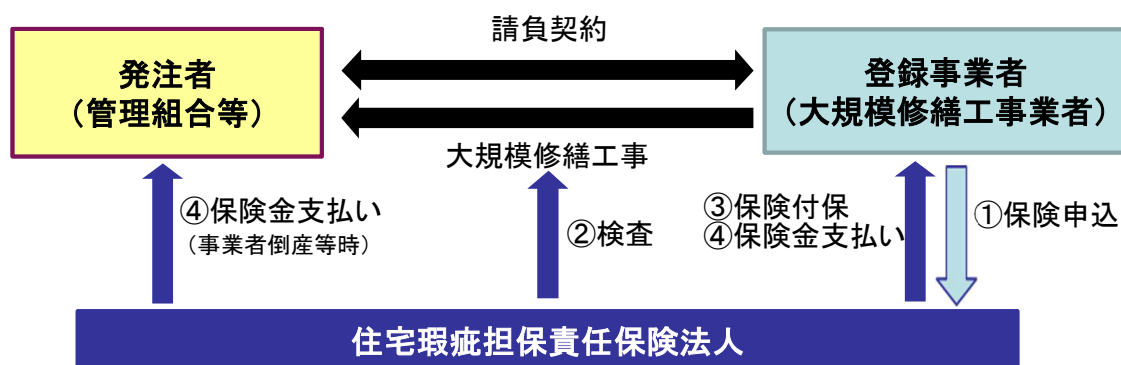 請負契約
発注者
（管理組合等）
登録事業者
（大規模修繕工事業者）
大規模修繕工事
④保険金支払い
（事業者倒産等時）
②検査
③保険付保
④保険金支払い
①保険申込
住宅瑕疵担保責任保険法人